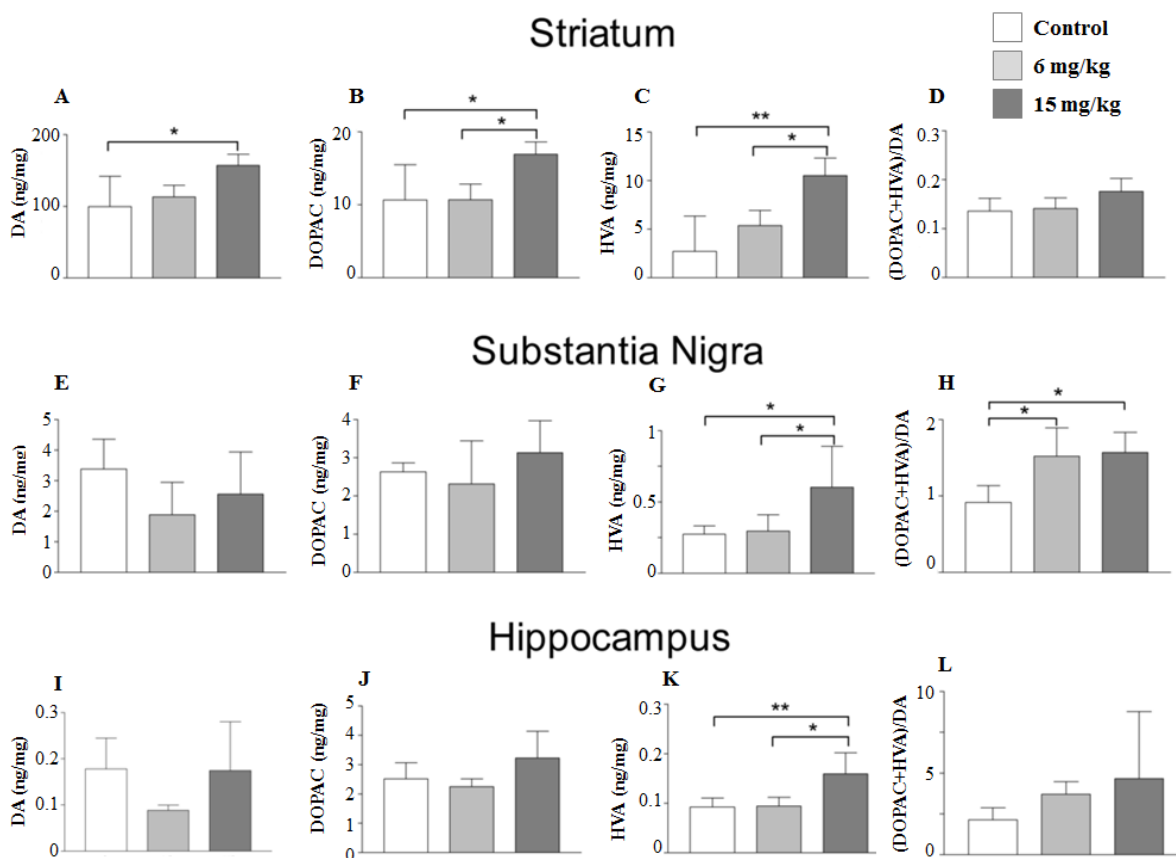 Striatum
Control
6 mg/kg
15 mg/kg
A
B
C
D
DA (ng/mg)
200
100
0
*
DOPAC (ng/mg)
20
10
0
*
*
HVA (ng/mg)
15
10
5
0
**
*
(DOPAC+HVA)/DA
0.3
0.2
0.1
0
Substantia Nigra
E
F
G
H
DA (ng/mg)
5
4
3
2
1
0
DOPAC (ng/mg)
4
3
2
1
0
HVA (ng/mg)
1
0.5
0
*
*
(DOPAC+HVA)/DA
2
1
0
*
*
Hippocampus
I
J
K
L
DA (ng/mg)
0.3
0.2
0.1
0
DOPAC (ng/mg)
5
4
3
2
1
0
HVA (ng/mg)
0.3
0.2
0.1
0
**
*
(DOPAC+HVA)/DA
10
5
0